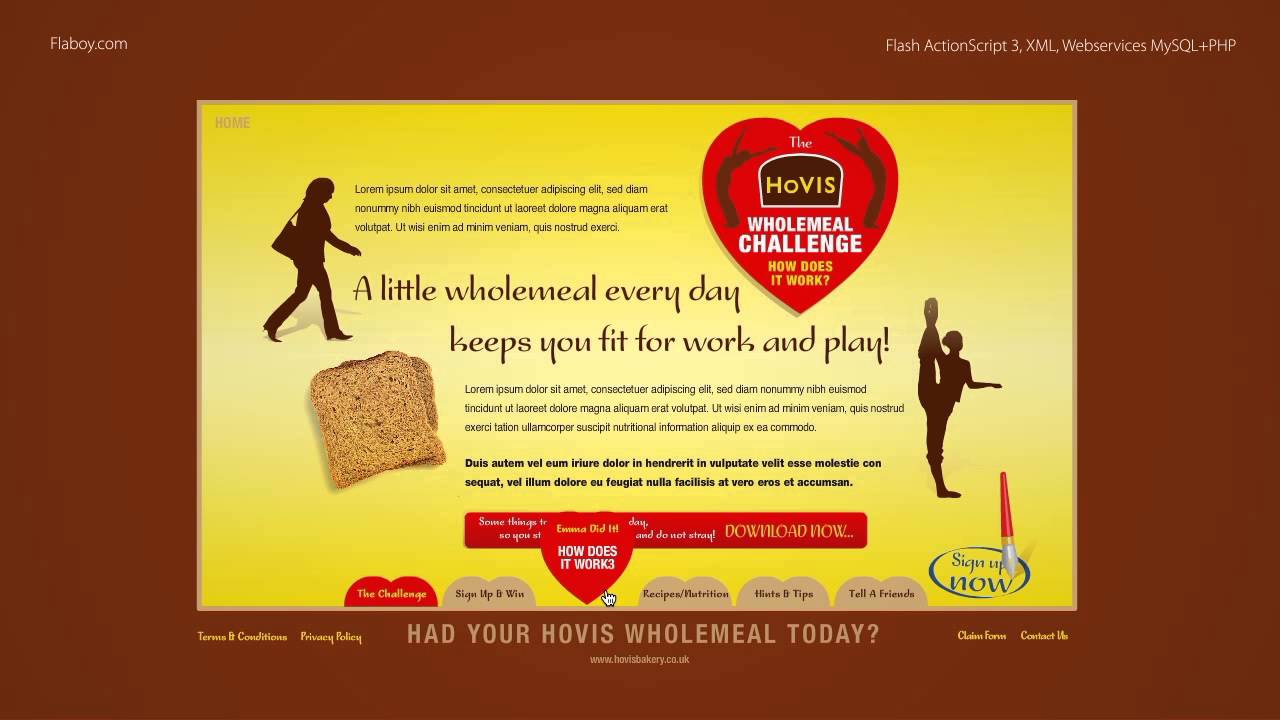 Flaboy.com
Flash ActionScript 3, XML, Webservices MySQL+PHP
HOME
The
HOVIS
WHOLEMEAL
CHALLENGE
HOW DOES
IT WORK?
Lorem ipsum dolor sit amet, consectetuer adipiscing elit, sed diam
nonummy nibh euismod tincidunt ut laoreet dolore magna aliquam erat
volutpat. Ut wisi enim ad minim veniam, quis nostrud exerci.
A little wholemeal every day
keeps you fit for work and play!
Lorem ipsum dolor sit amet, consectetuer adipiscing elit, sed diam nonummy nibh euismod
tincidunt ut laoreet dolore magna aliquam erat volutpat. Ut wisi enim ad minim veniam, quis nostrud
exerci tation ullamcorper suscipit nutritional information aliquip ex ea commodo.
Duis autem vel eum iriure dolor in hendrerit in vulputate velit esse molestie con
sequat, vel illum dolore eu feugiat nulla facilisis at vero eros et accumsan.
Some things day,
so you and do not stray! DOWNLOAD NOW...
Emma Did It!
HOW DOES
IT WORK3
Sign up
now
The Challenge
Sign Up & Win
Recipes/Nutrition
Hints & Tips
Tell A Friends
Terms & Conditions Privacy Policy
HAD YOUR HOVIS WHOLEMEAL TODAY?
Claim Form Contact Us
www.hovisbakery.co.uk